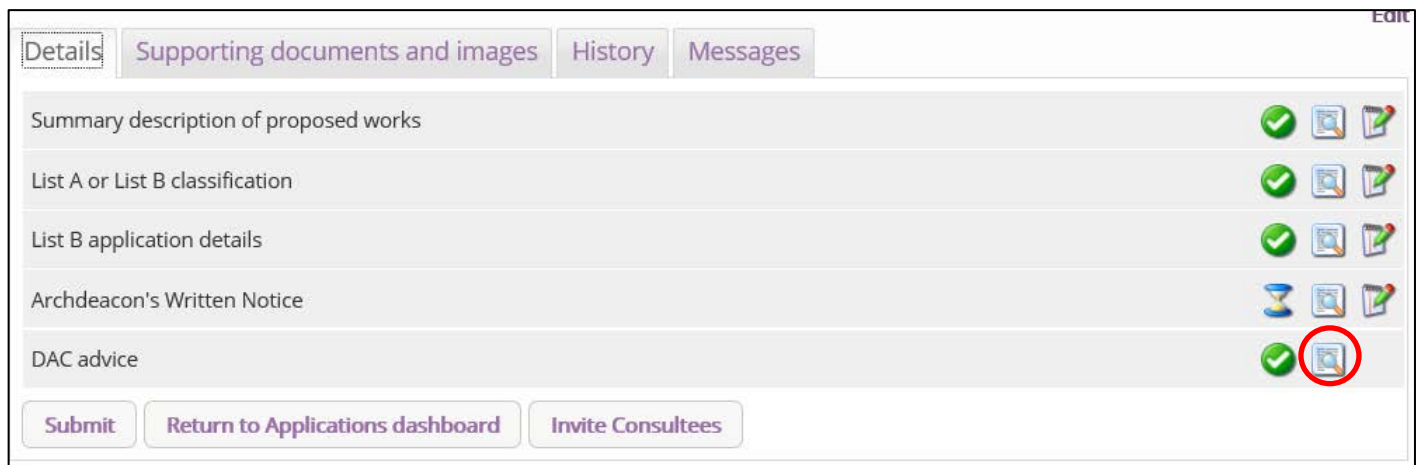 Edit
Details Supporting documents and images History Messages
Summary description of proposed works
List A or List B classification
List B application details
Archdeacon's Written Notice
DAC advice
Submit Return to Applications dashboard Invite Consultees